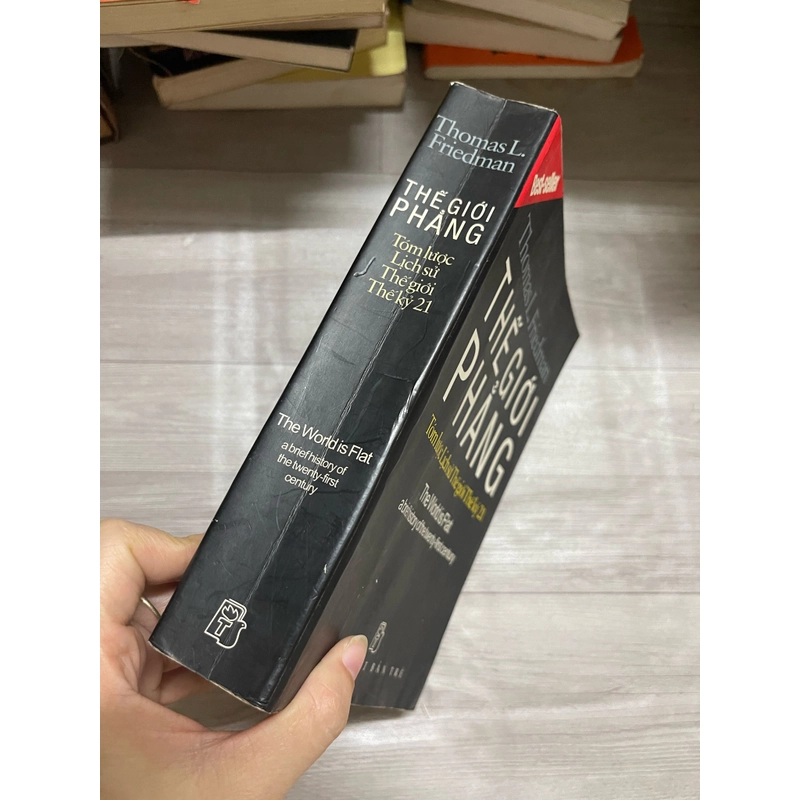 Thomas L.
Friedman
THẾ GIỚI
PHẲNG
Tóm lược
Lịch sử
Thế giới
Thế kỷ 21
The World is Flat
a brief history of
the twenty-first
century
T
Best-seller
Thomas L. Friedman
THẾ GIỚI
PHẲNG
Tóm lược Lịch sử Thế giới Thế kỷ 21
The World is Flat
a brief history of the twenty-first century
BẢN TRẺ